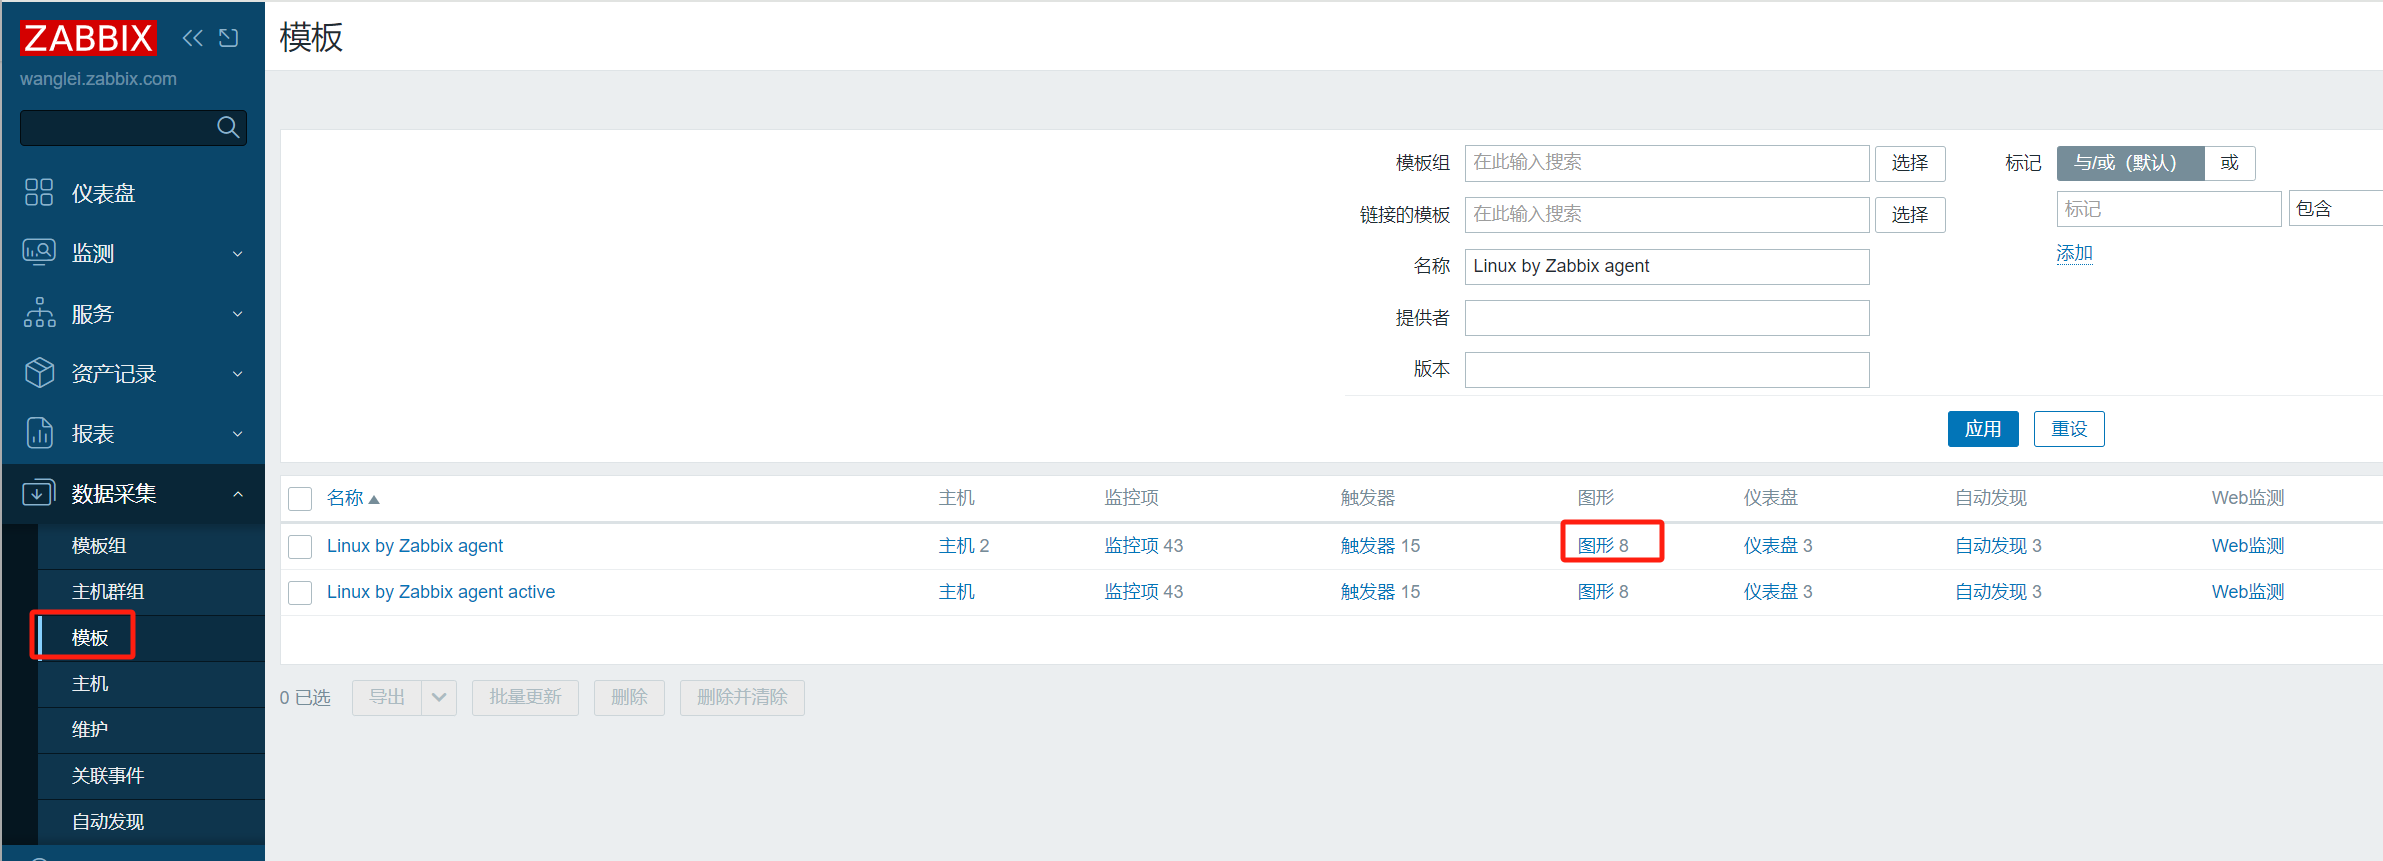 ZABBIX
wanglei.zabbix.com
仪表盘
监测
服务
资产记录
报表
数据采集
模板组
主机群组
模板
主机
维护
关联事件
自动发现
模板
模板组 在此输入搜索 选择
链接的模板 在此输入搜索 选择
名称 Linux by Zabbix agent
提供者
版本
标记 与/或（默认） 或
标记 包含
添加
应用 重设
名称 主机 监控项 触发器 图形 仪表盘 自动发现 Web监测
Linux by Zabbix agent 主机 2 监控项 43 触发器 15 图形 8 仪表盘 3 自动发现 3 Web监测
Linux by Zabbix agent active 主机 监控项 43 触发器 15 图形 8 仪表盘 3 自动发现 3 Web监测
0 已选 导出 批量更新 删除 删除并清除